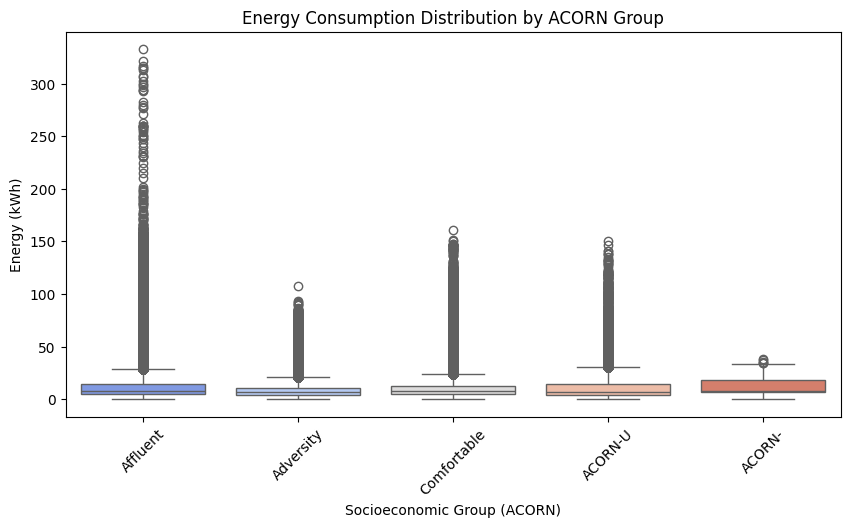 Energy Consumption Distribution by ACORN Group
Energy (kWh)
300
250
200
150
100
50
0
Affluent
Adversity
Comfortable
ACORN-U
ACORN-
Socioeconomic Group (ACORN)